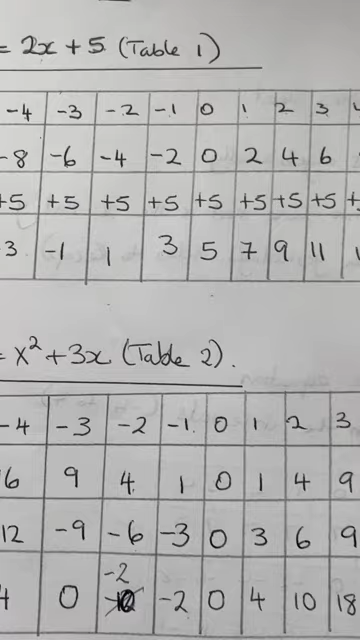 = 2x + 5 (Table 1)
-4 -3 -2 -1 0 1 2 3 4
-8 -6 -4 -2 0 2 4 6
+5 +5 +5 +5 +5 +5 +5 +5 +5
-3 -1 1 3 5 7 9 11 1
= x² + 3x (Table 2).
-4 -3 -2 -1 0 1 2 3
6 9 4 1 0 1 4 9
12 -9 -6 -3 0 3 6 9
-2
4 0 -2 0 4 10 18